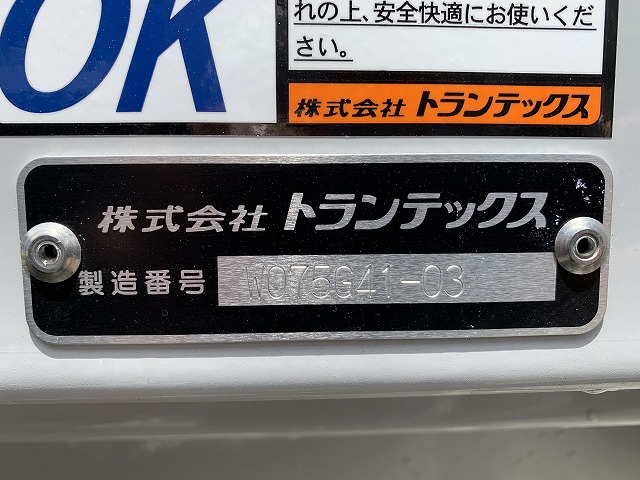 OK
れの上、安全快適にお使いくだ
さい。
株式会社 トランテックス
株式会社 トランテックス
製造番号 W075G41-03